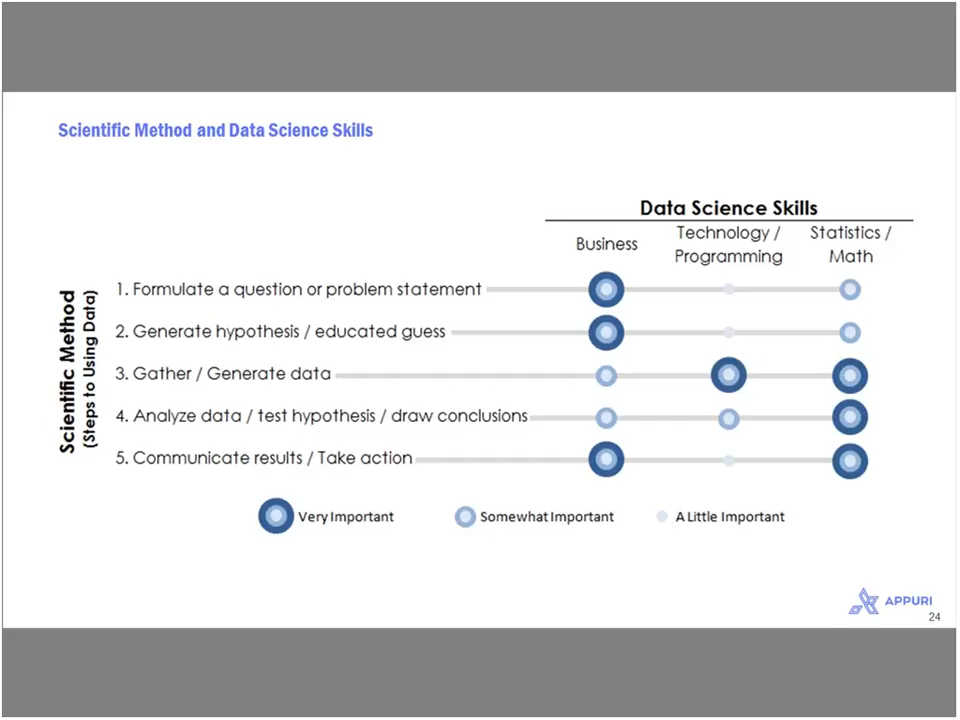 Scientific Method and Data Science Skills
Data Science Skills
Business
Technology /
Programming
Statistics /
Math
Scientific Method
(Steps to Using Data)
1. Formulate a question or problem statement
2. Generate hypothesis / educated guess
3. Gather / Generate data
4. Analyze data / test hypothesis / draw conclusions
5. Communicate results / Take action
Very Important
Somewhat Important
A Little Important
APPURI
24